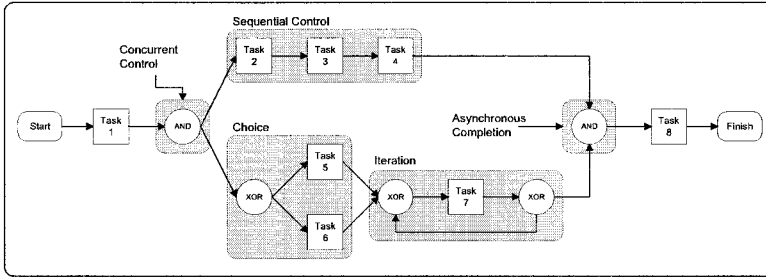 Sequential Control
Concurrent
Control
Task
2
Task
3
Task
4
Start
Task
1
AND
Asynchronous
Completion
AND
Task
8
Finish
Choice
Task
5
XOR
Task
6
Iteration
XOR
Task
7
XOR